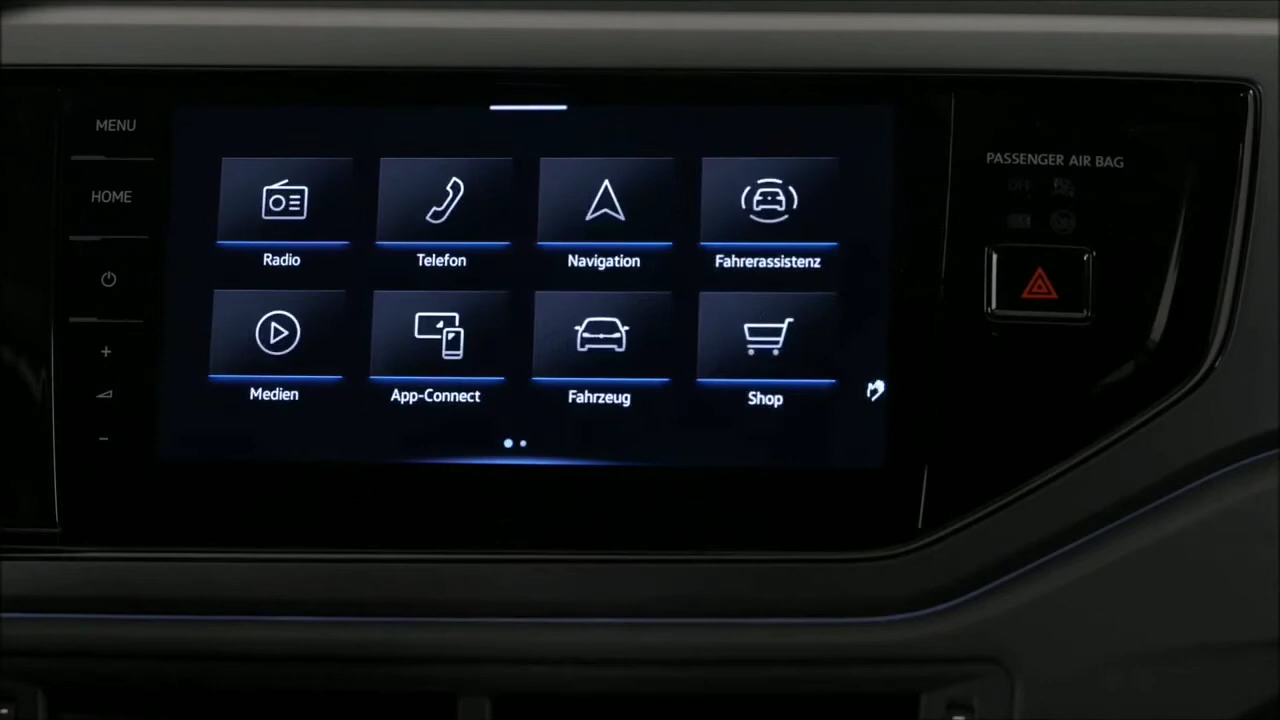 MENU
HOME
Radio
Telefon
Navigation
Fahrerassistenz
Medien
App-Connect
Fahrzeug
Shop
PASSENGER AIR BAG